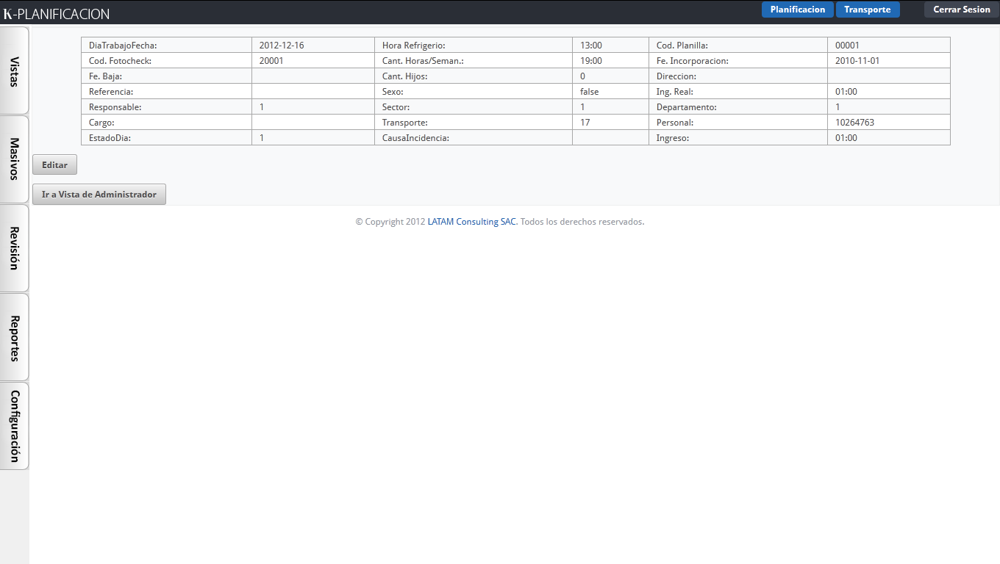 K-PLANIFICACION Planificacion Transporte Cerrar Sesion
Vistas
Masivos
Revisión
Reportes
Configuración
DiaTrabajoFecha: 2012-12-16 Hora Refrigerio: 13:00 Cod. Planilla: 00001
Cod. Fotocheck: 20001 Cant. Horas/Seman.: 19:00 Fe. Incorporacion: 2010-11-01
Fe. Baja: Cant. Hijos: 0 Direccion:
Referencia: Sexo: false Ing. Real: 01:00
Responsable: 1 Sector: 1 Departamento: 1
Cargo: Transporte: 17 Personal: 10264763
EstadoDia: 1 CausaIncidencia: Ingreso: 01:00
Editar
Ir a Vista de Administrador
© Copyright 2012 LATAM Consulting SAC. Todos los derechos reservados.